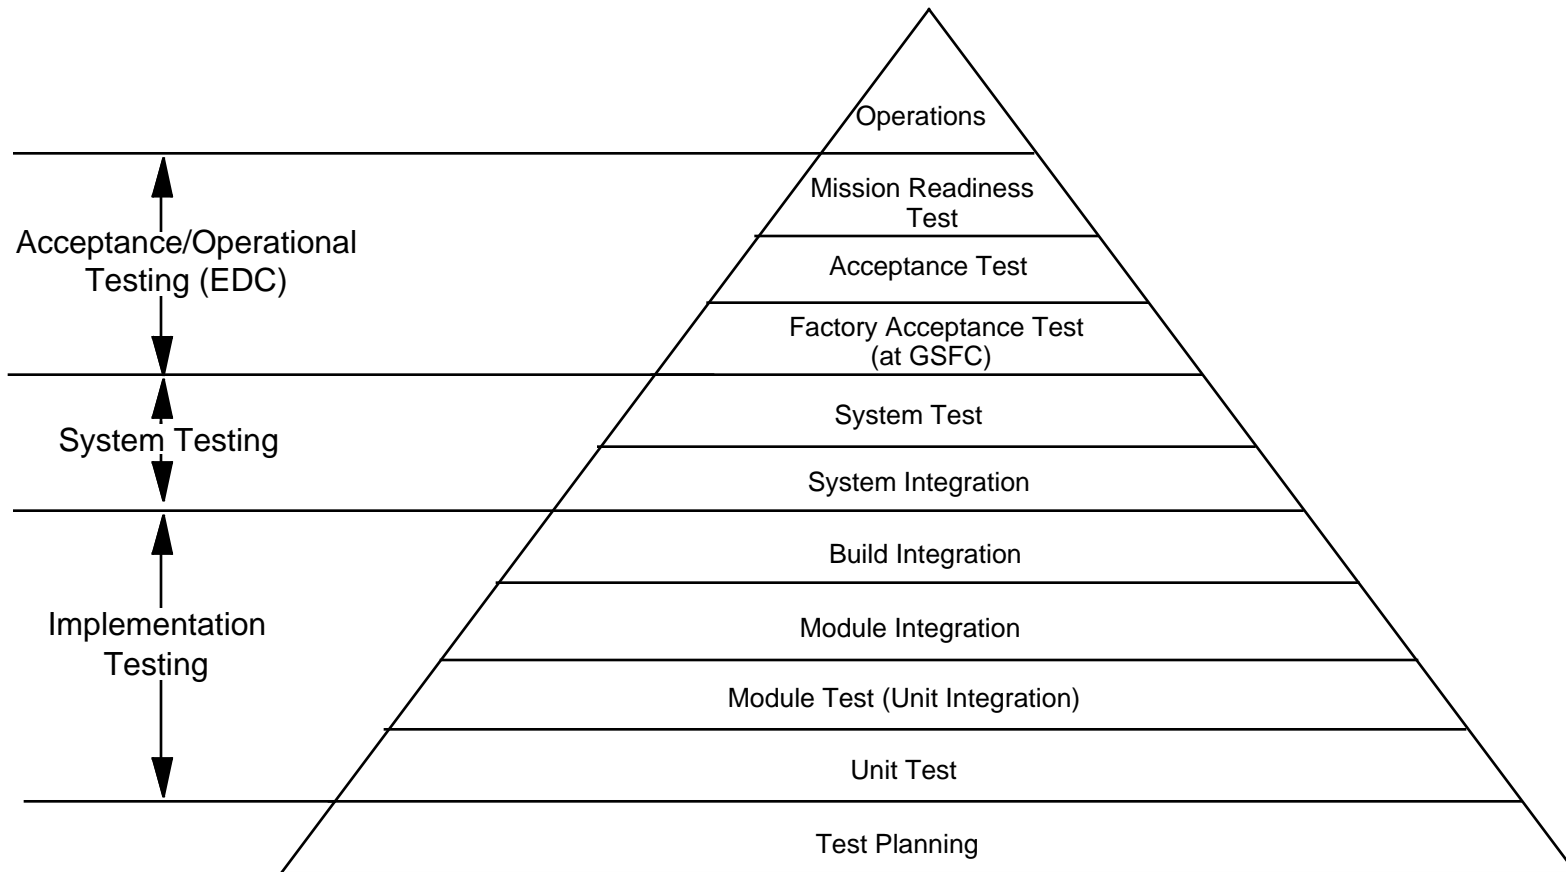 Operations
Mission Readiness
Test
Acceptance/Operational
Testing (EDC)
Acceptance Test
Factory Acceptance Test
(at GSFC)
System Test
System Testing
System Integration
Build Integration
Implementation
Testing
Module Integration
Module Test (Unit Integration)
Unit Test
Test Planning